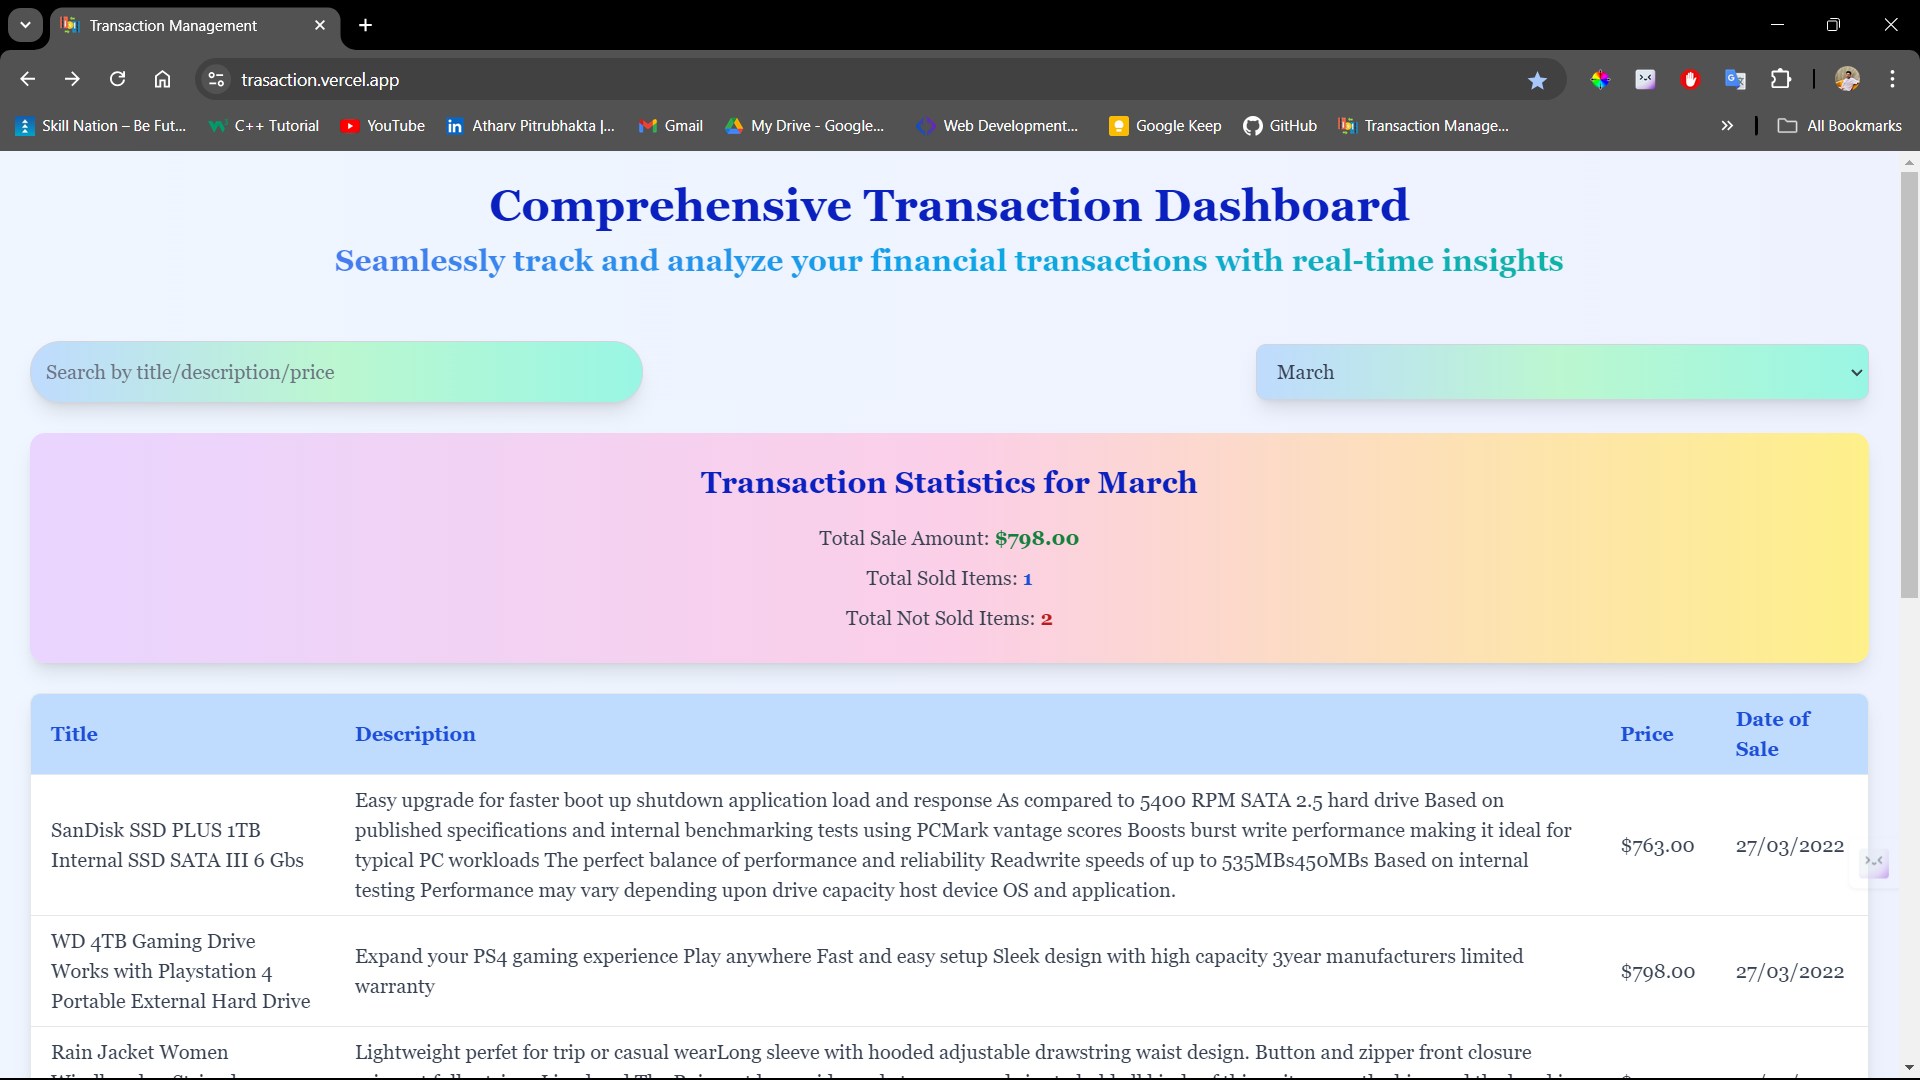 Transaction Management
trasaction.vercel.app
Skill Nation – Be Fut... C++ Tutorial YouTube Atharv Pitrubhakta |... Gmail My Drive - Google... Web Development... Google Keep GitHub Transaction Manage... All Bookmarks
Comprehensive Transaction Dashboard
Seamlessly track and analyze your financial transactions with real-time insights
Search by title/description/price
March
Transaction Statistics for March
Total Sale Amount: $798.00
Total Sold Items: 1
Total Not Sold Items: 2
Title Description Price Date of
Sale
SanDisk SSD PLUS 1TB
Internal SSD SATA III 6 Gbs
Easy upgrade for faster boot up shutdown application load and response As compared to 5400 RPM SATA 2.5 hard drive Based on
published specifications and internal benchmarking tests using PCMark vantage scores Boosts burst write performance making it ideal for
typical PC workloads The perfect balance of performance and reliability Readwrite speeds of up to 535MBs450MBs Based on internal
testing Performance may vary depending upon drive capacity host device OS and application.
$763.00
27/03/2022
WD 4TB Gaming Drive
Works with Playstation 4
Portable External Hard Drive
Expand your PS4 gaming experience Play anywhere Fast and easy setup Sleek design with high capacity 3year manufacturers limited
warranty
$798.00
27/03/2022
Rain Jacket Women
Lightweight perfet for trip or casual wearLong sleeve with hooded adjustable drawstring waist design. Button and zipper front closure